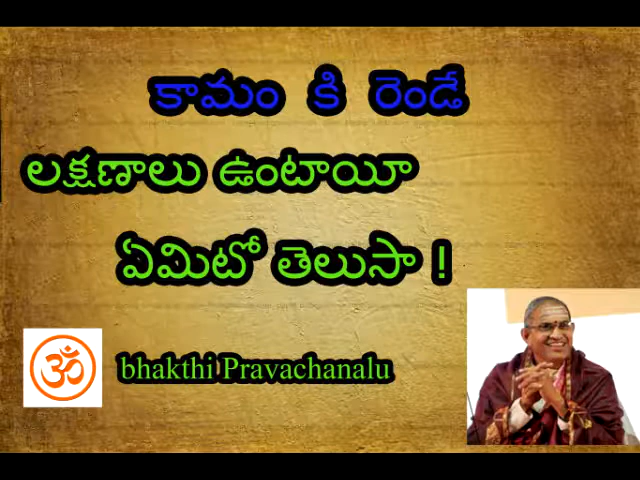 కామం కి రెండే
లక్షణాలు ఉంటాయీ
ఏమిటో తెలుసా !
ॐ
bhakthi Pravachanalu